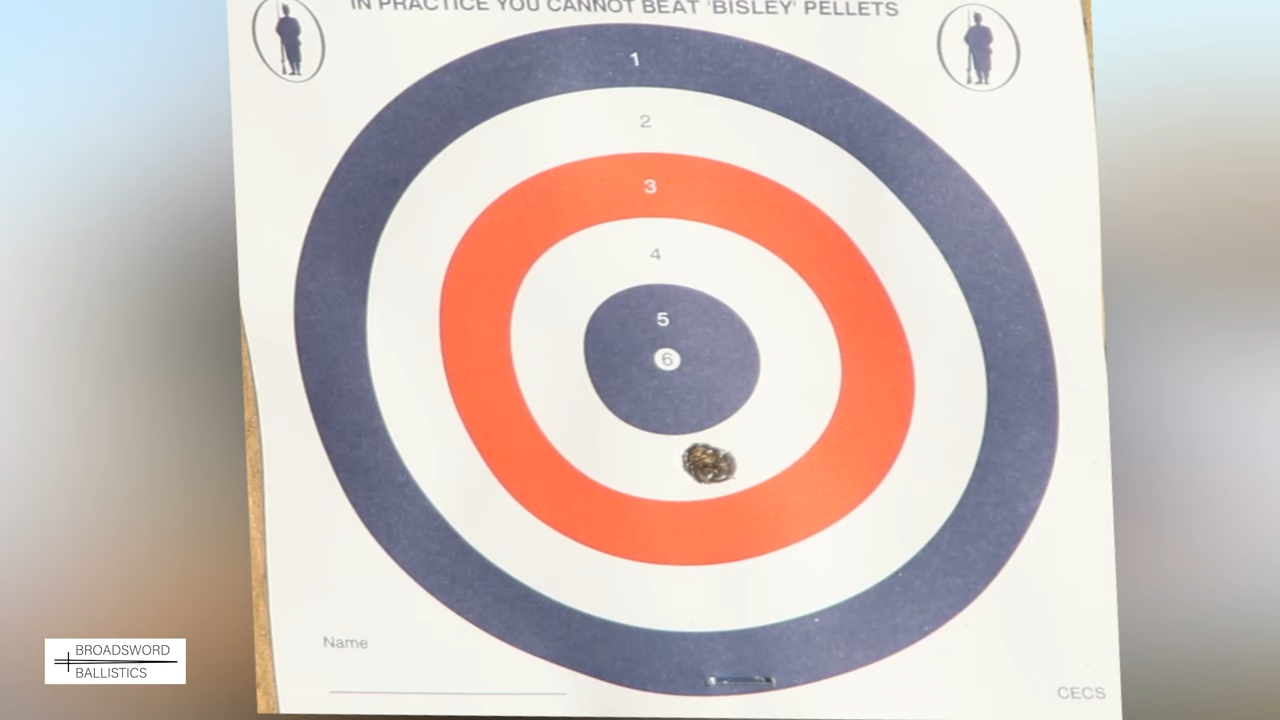 IN PRACTICE YOU CANNOT BEAT 'BISLEY' PELLETS
1
2
3
4
5
6
Name
CECS
BROADSWORD
BALLISTICS